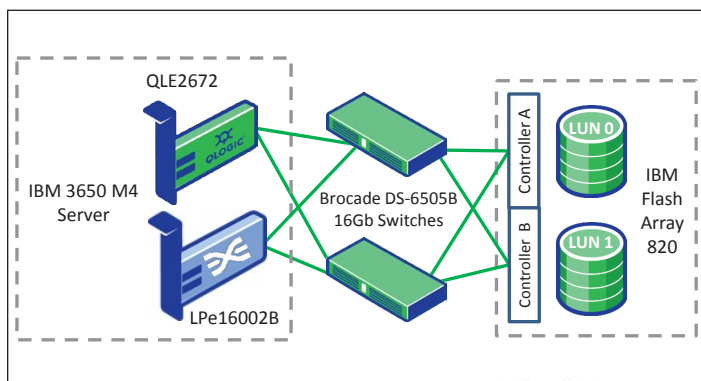 QLE2672
QLOGIC
IBM 3650 M4
Server
LPe16002B
Brocade DS-6505B
16Gb Switches
Controller A
Controller B
LUN 0
LUN 1
IBM
Flash
Array
820